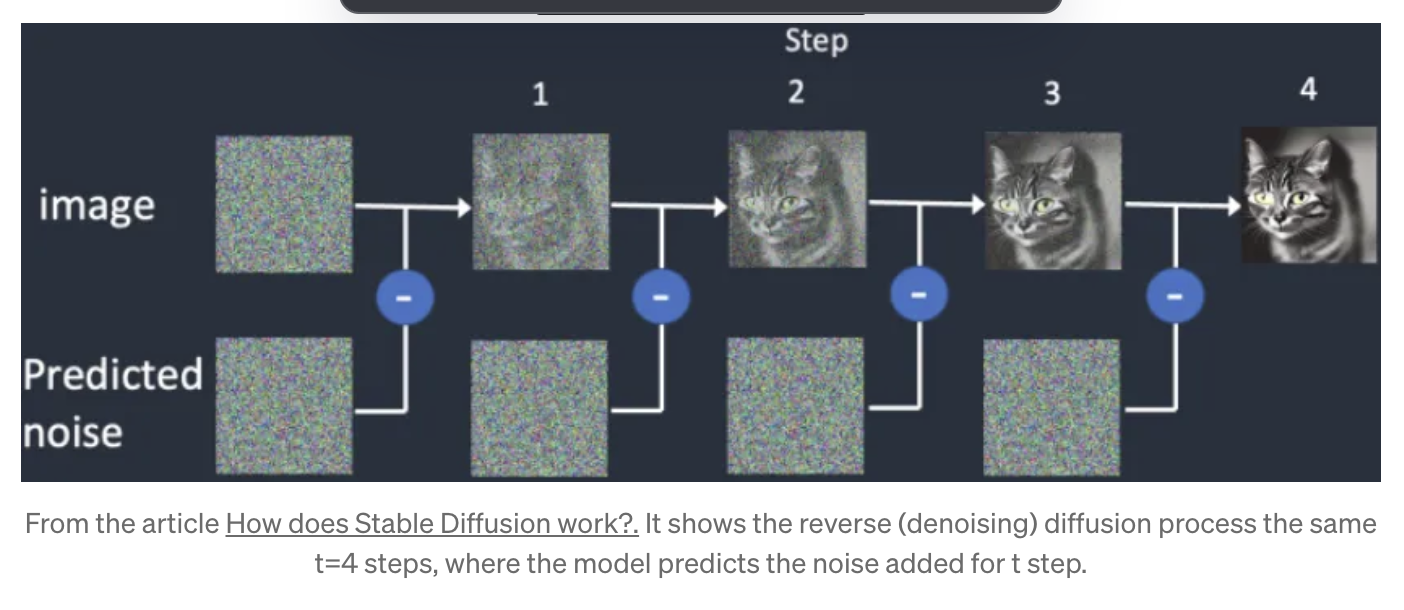 Step
1 2 3 4
image
- - - -
Predicted
noise
From the article How does Stable Diffusion work?. It shows the reverse (denoising) diffusion process the same
t=4 steps, where the model predicts the noise added for t step.